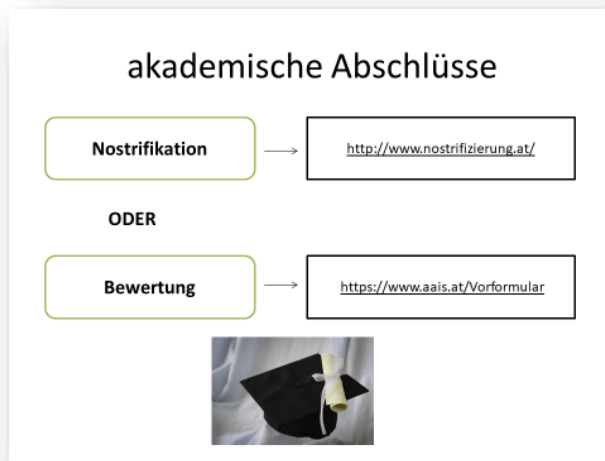 akademische Abschlüsse
Nostrifikation
http://www.nostrifizierung.at/
ODER
Bewertung
https://www.aais.at/Vorformular